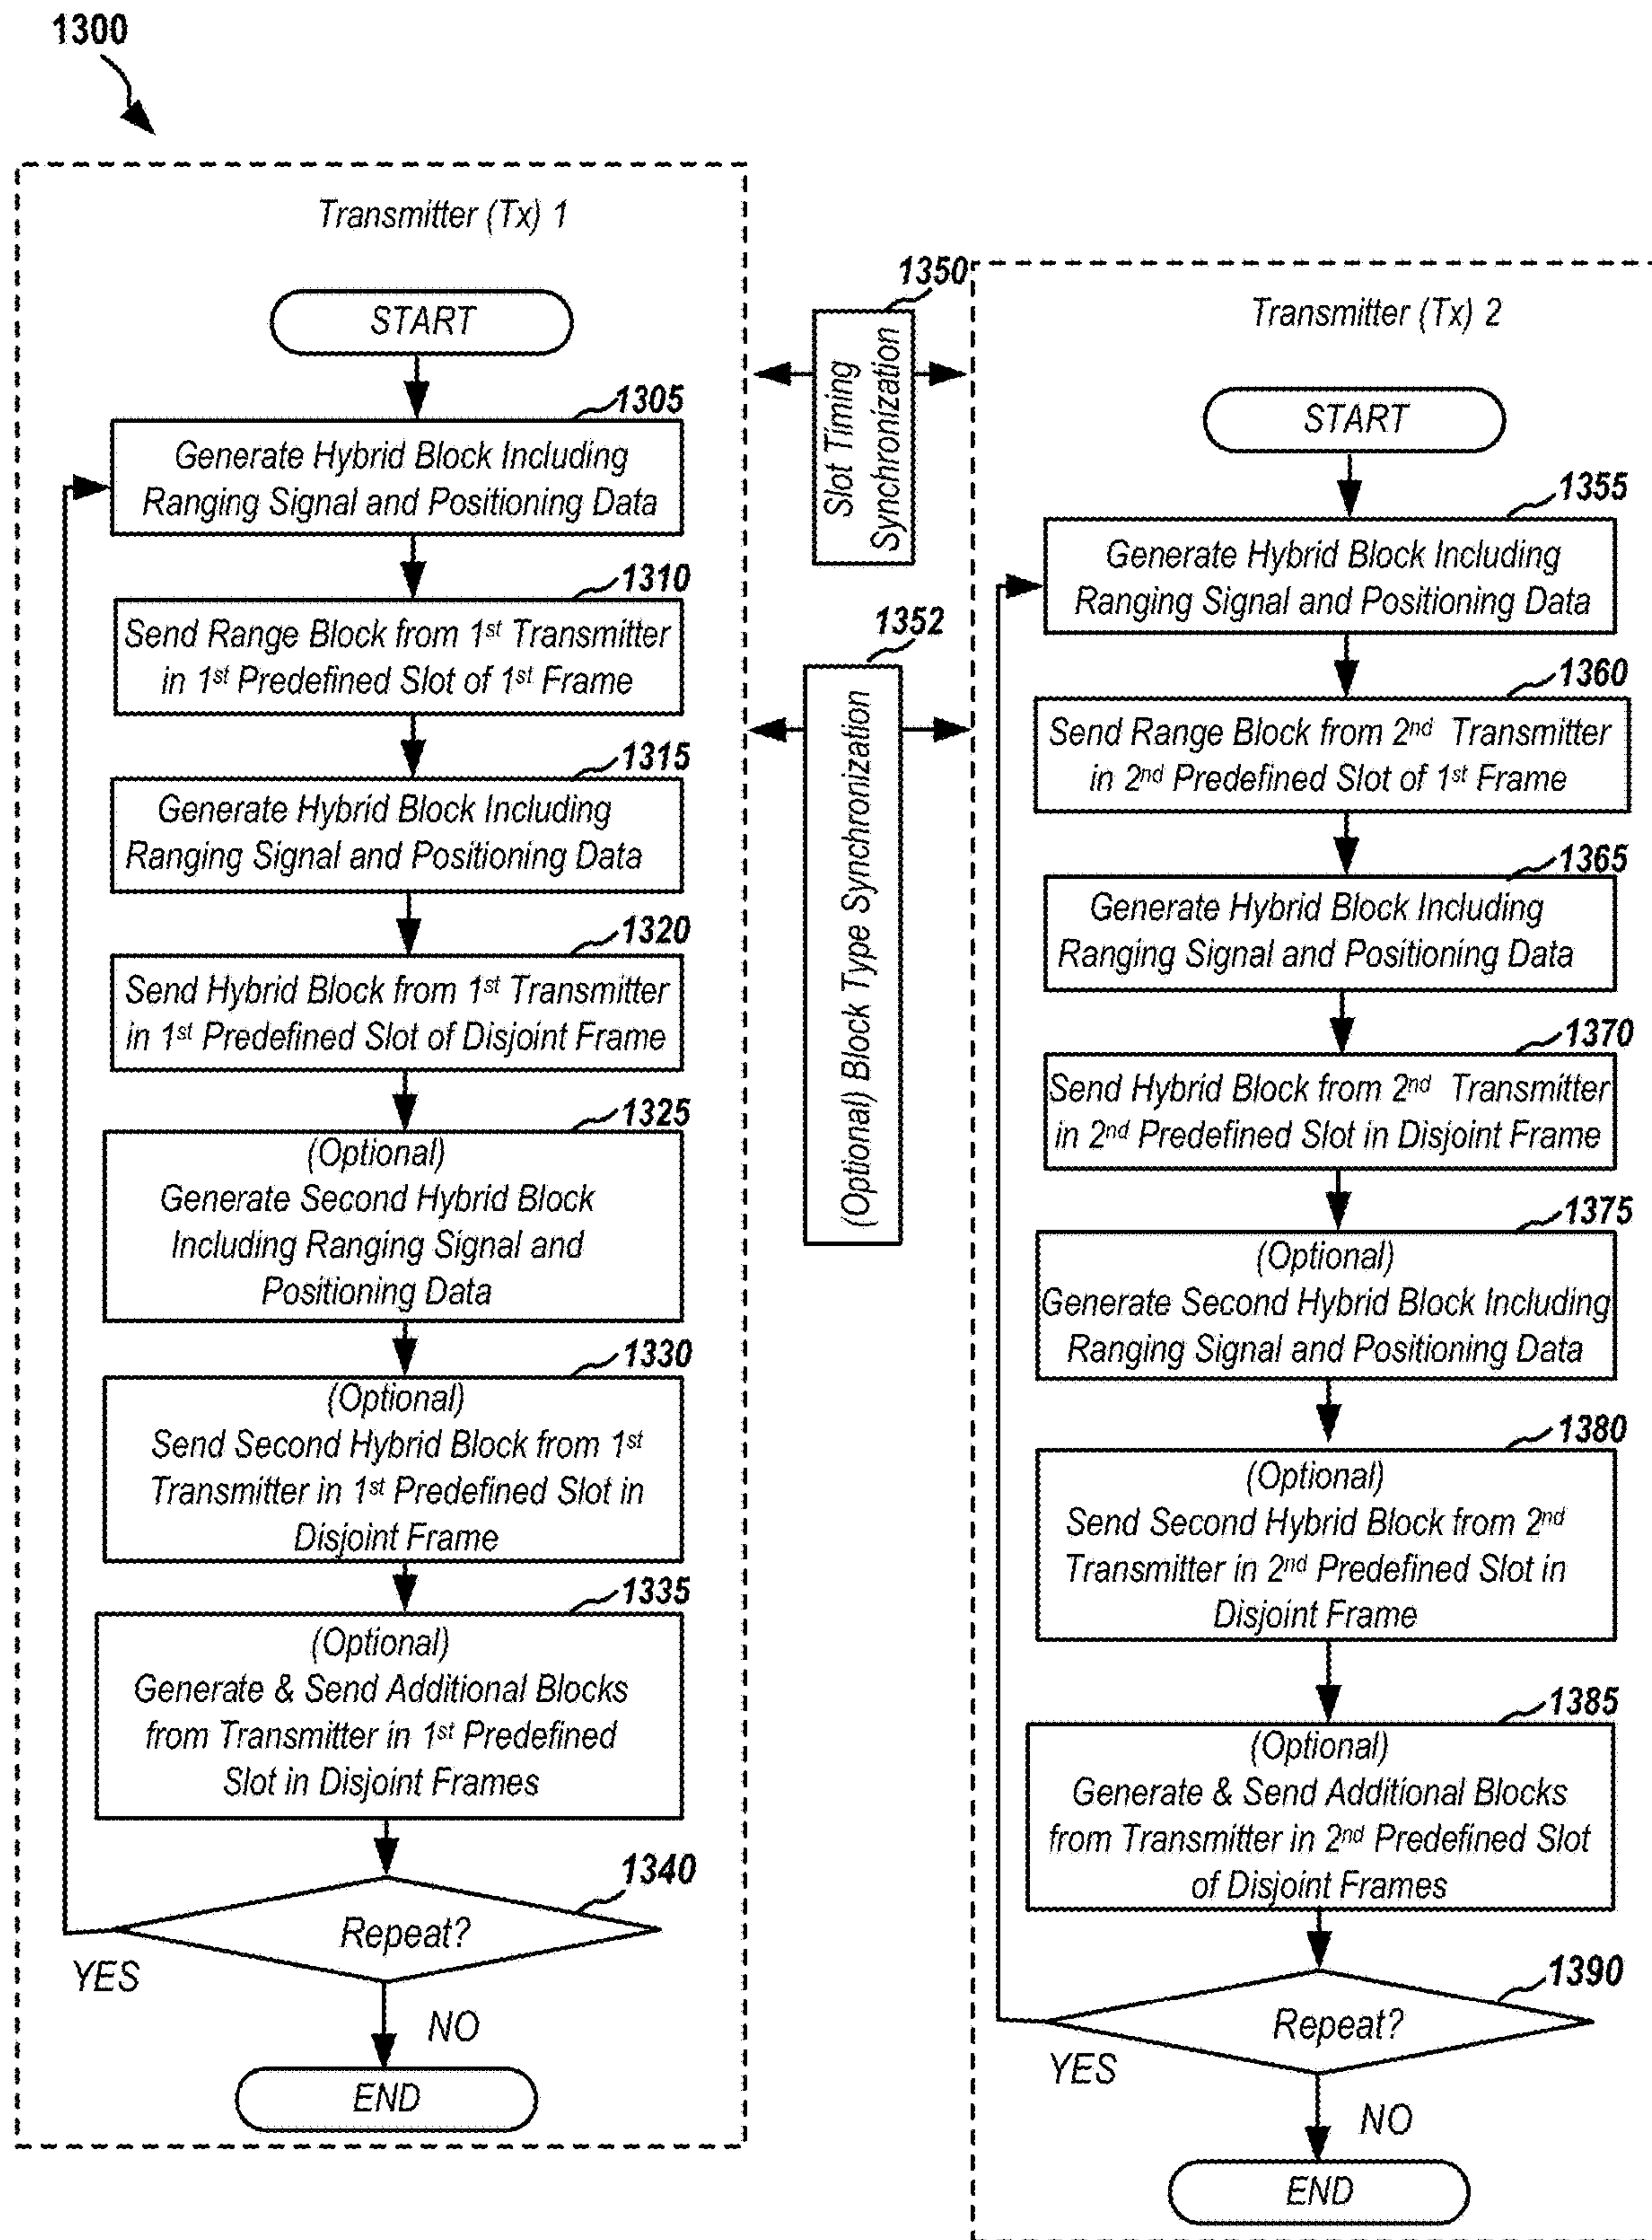 1300
Transmitter (Tx) 1
START
1305
Generate Hybrid Block Including
Ranging Signal and Positioning Data
1310
Send Range Block from 1st Transmitter
in 1st Predefined Slot of 1st Frame
1315
Generate Hybrid Block Including
Ranging Signal and Positioning Data
1320
Send Hybrid Block from 1st Transmitter
in 1st Predefined Slot of Disjoint Frame
1325
(Optional)
Generate Second Hybrid Block
Including Ranging Signal and
Positioning Data
1330
(Optional)
Send Second Hybrid Block from 1st
Transmitter in 1st Predefined Slot in
Disjoint Frame
1335
(Optional)
Generate & Send Additional Blocks
from Transmitter in 1st Predefined
Slot in Disjoint Frames
1340
Repeat?
YES
NO
END
1350
Slot Timing
Synchronization
1352
(Optional) Block Type Synchronization
Transmitter (Tx) 2
START
1355
Generate Hybrid Block Including
Ranging Signal and Positioning Data
1360
Send Range Block from 2nd Transmitter
in 2nd Predefined Slot of 1st Frame
1365
Generate Hybrid Block Including
Ranging Signal and Positioning Data
1370
Send Hybrid Block from 2nd Transmitter
in 2nd Predefined Slot in Disjoint Frame
1375
(Optional)
Generate Second Hybrid Block Including
Ranging Signal and Positioning Data
1380
(Optional)
Send Second Hybrid Block from 2nd
Transmitter in 2nd Predefined Slot in
Disjoint Frame
1385
(Optional)
Generate & Send Additional Blocks
from Transmitter in 2nd Predefined Slot
of Disjoint Frames
1390
Repeat?
YES
NO
END